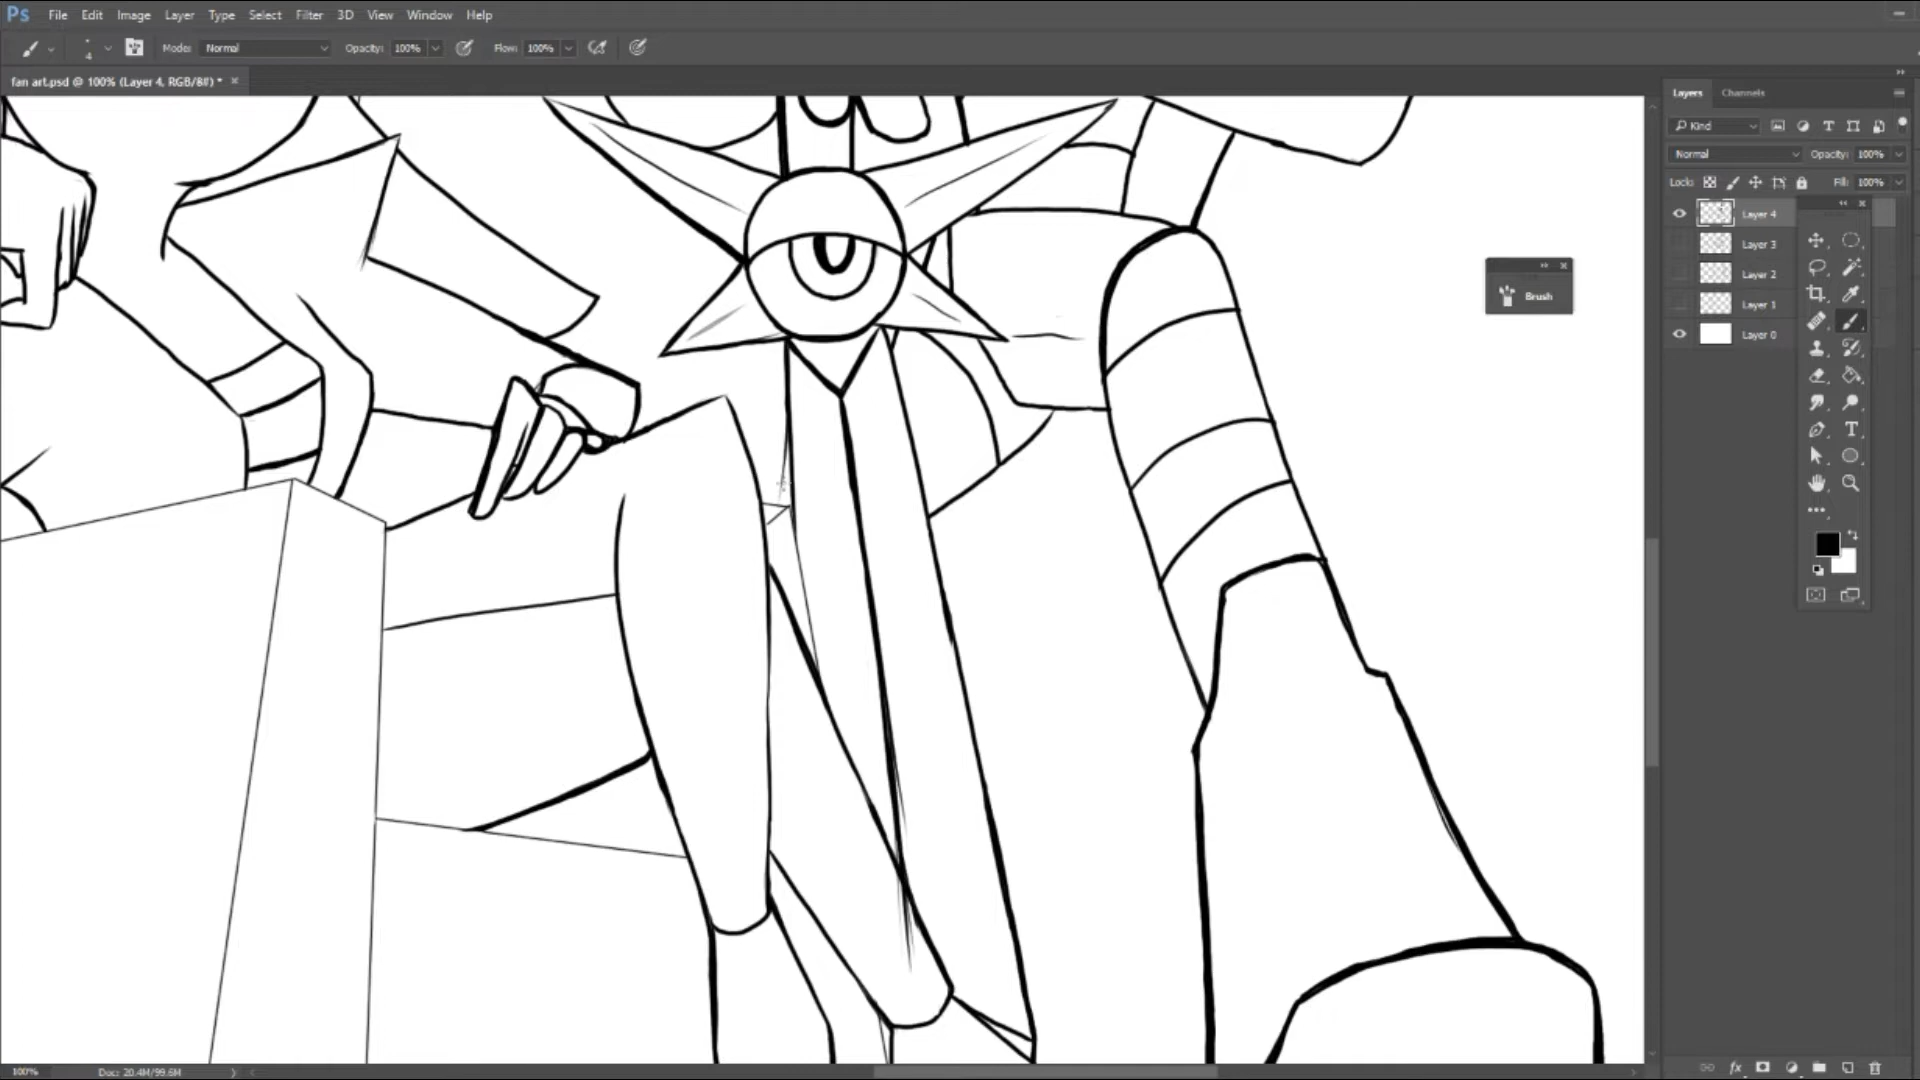 Ps File Edit Image Layer Type Select Filter 3D View Window Help
4 Mode: Normal Opacity: 100% Flow: 100%
fan art.psd @ 100% (Layer 4, RGB/8#) * ×
Layers Channels
Kind
Normal Opacity: 100%
Lock: Fill: 100%
Layer 4
Layer 3
Layer 2
Layer 1
Layer 0
Brush
100% Doc: 20.4M/99.6M